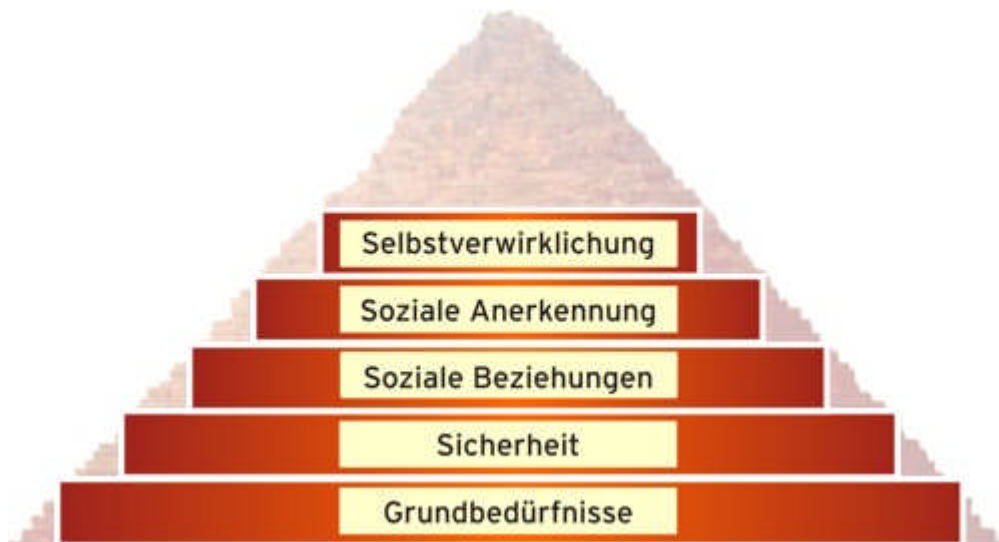 Selbstverwirklichung
Soziale Anerkennung
Soziale Beziehungen
Sicherheit
Grundbedürfnisse